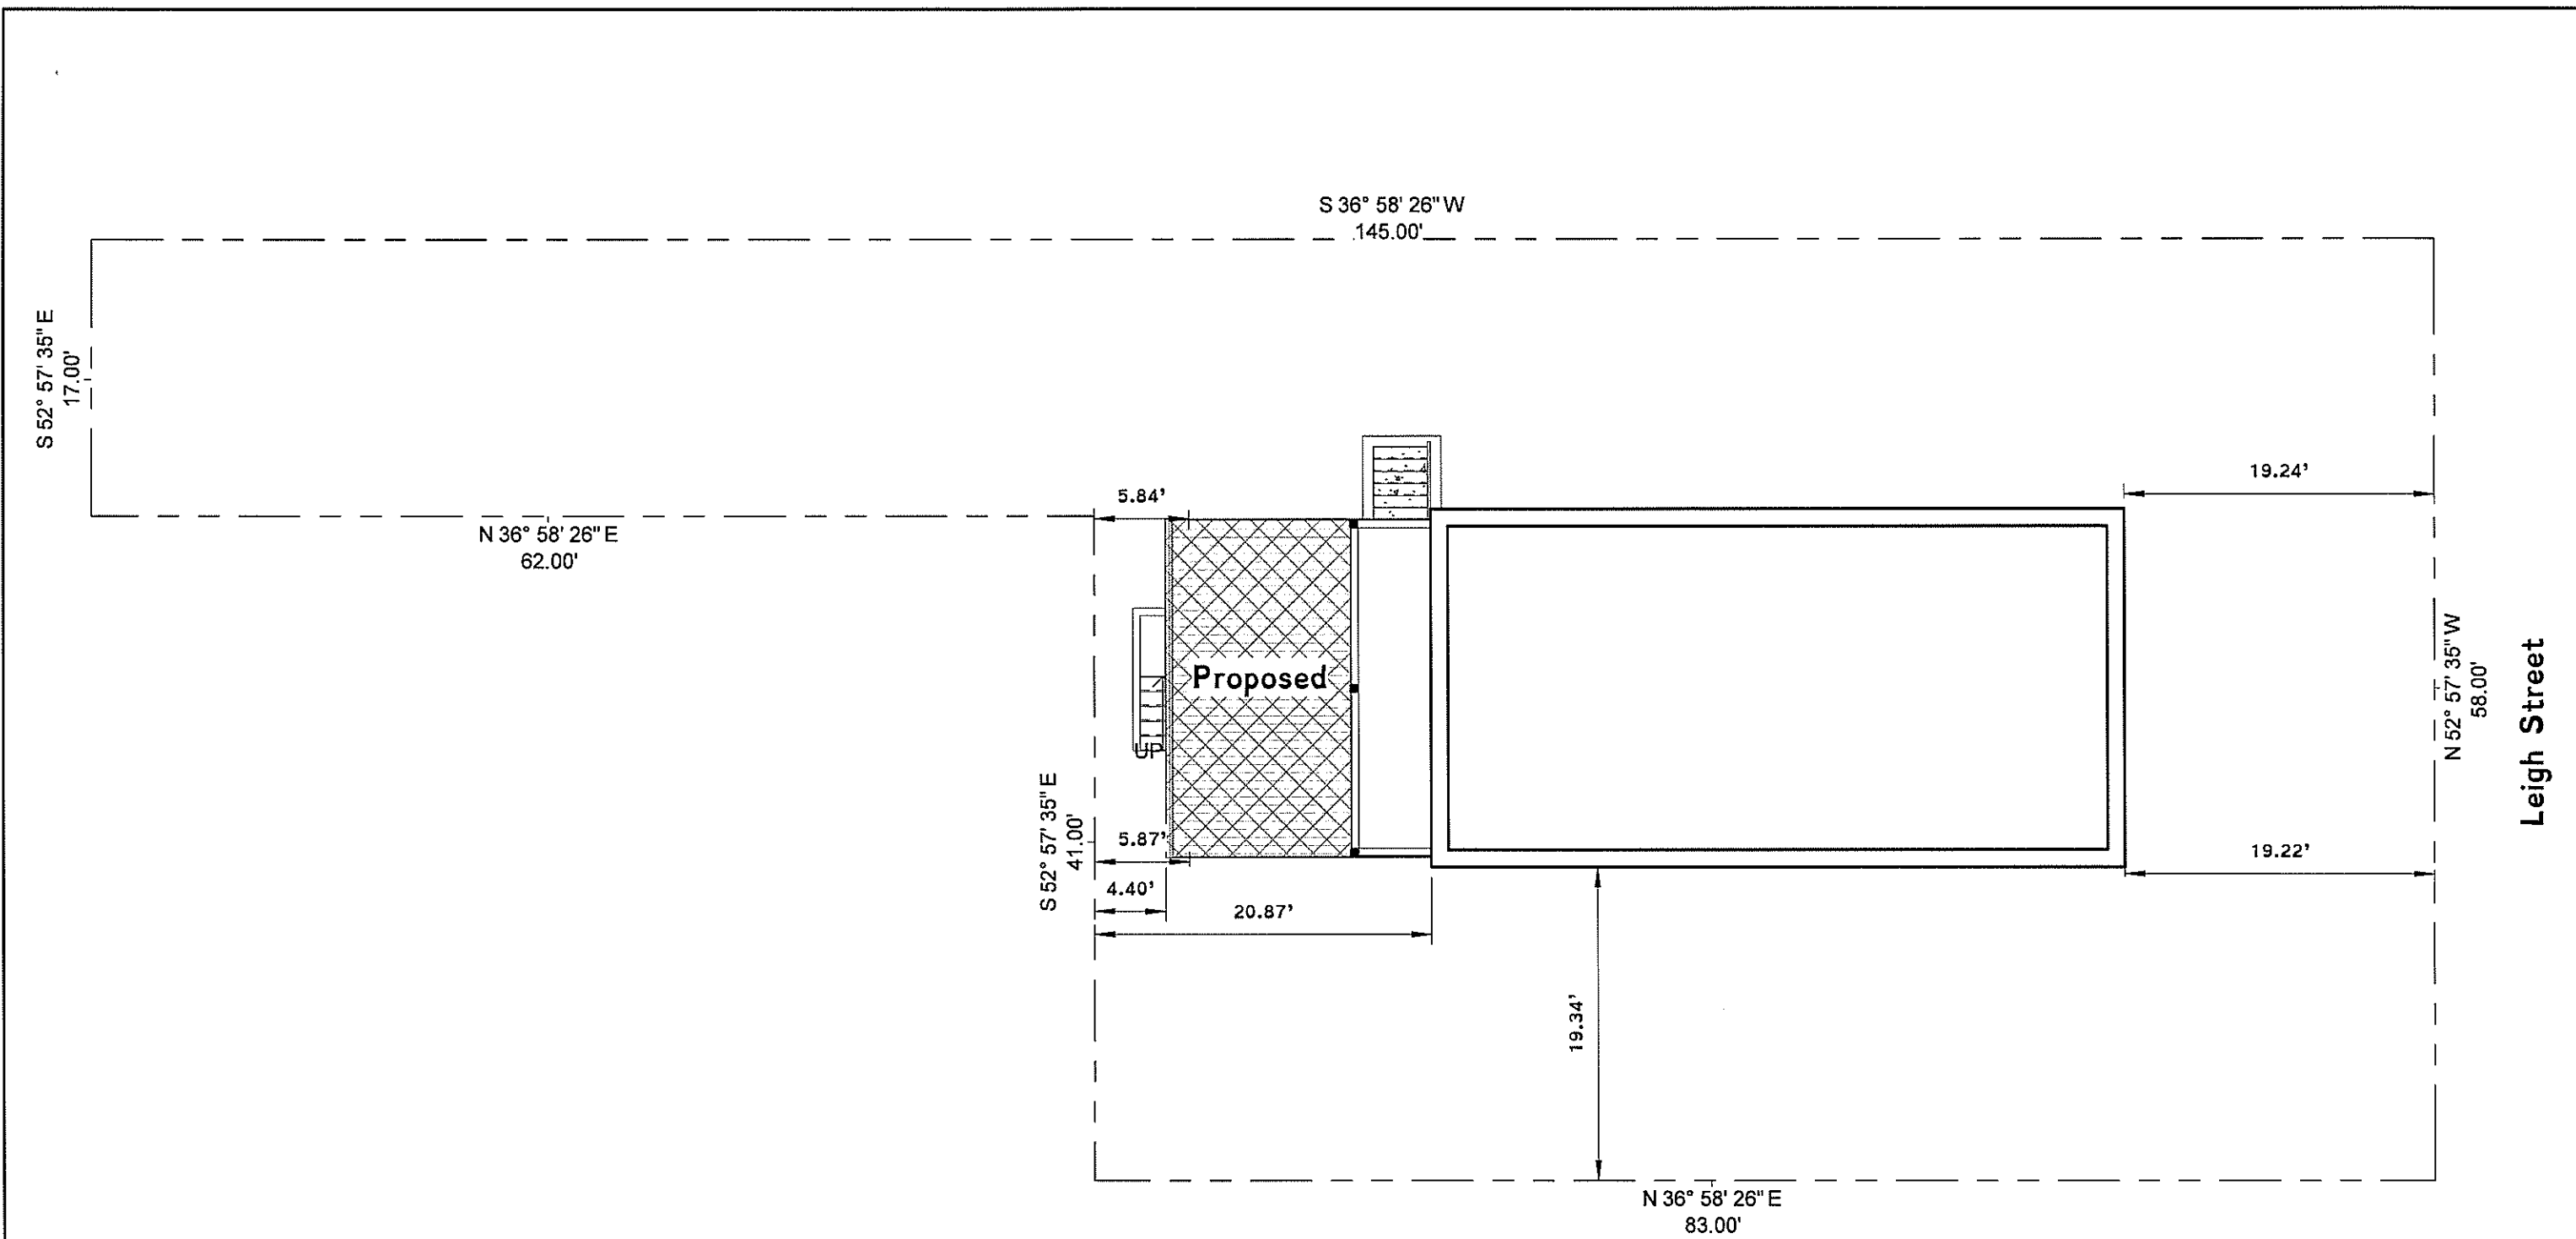 S 36° 58' 26" W
145.00'
S 52° 57' 35" E
17.00'
N 36° 58' 26" E
62.00'
5.84'
19.24'
Proposed
UP
N 52° 57' 35" W
58.00'
Leigh Street
S 52° 57' 35" E
41.00'
5.87'
4.40'
20.87'
19.22'
19.34'
N 36° 58' 26" E
83.00'